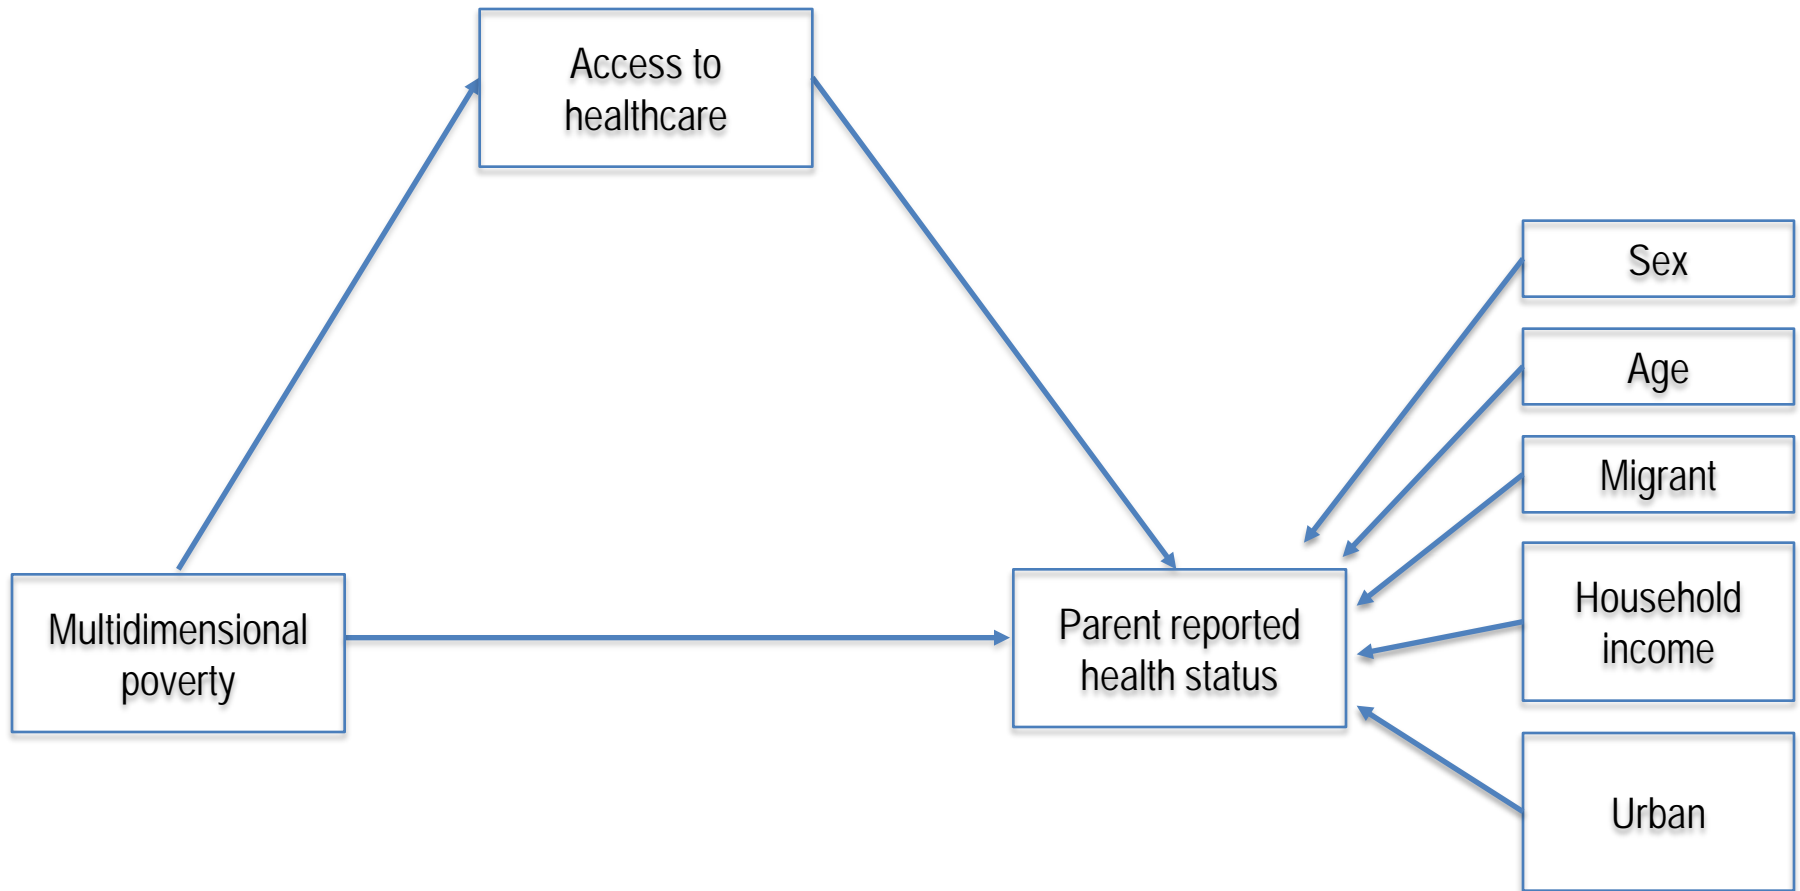 Access to
healthcare
Sex
Age
Migrant
Household
income
Urban
Multidimensional
poverty
Parent reported
health status